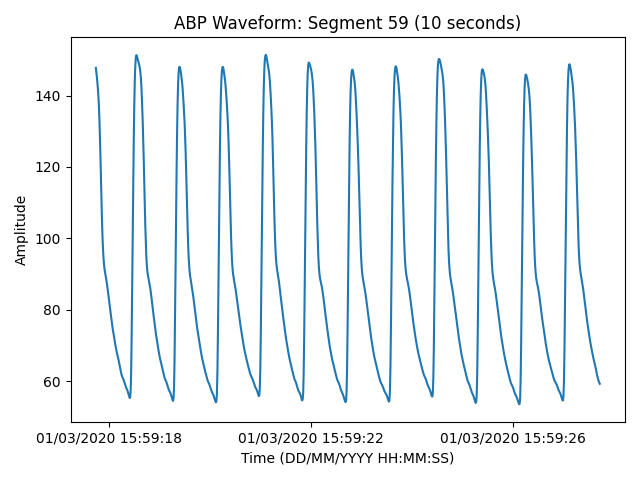 ABP Waveform: Segment 59 (10 seconds)
Amplitude
140
120
100
80
60
01/03/2020 15:59:18 01/03/2020 15:59:22 01/03/2020 15:59:26
Time (DD/MM/YYYY HH:MM:SS)